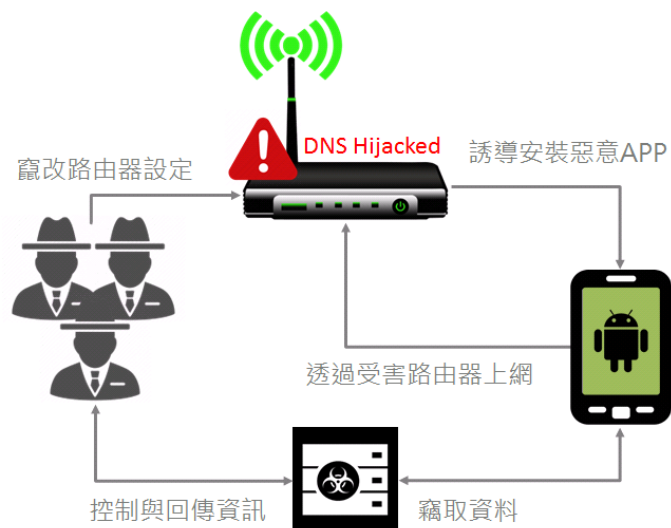 DNS Hijacked
竄改路由器設定
誘導安裝惡意APP
透過受害路由器上網
控制與回傳資訊
竊取資料